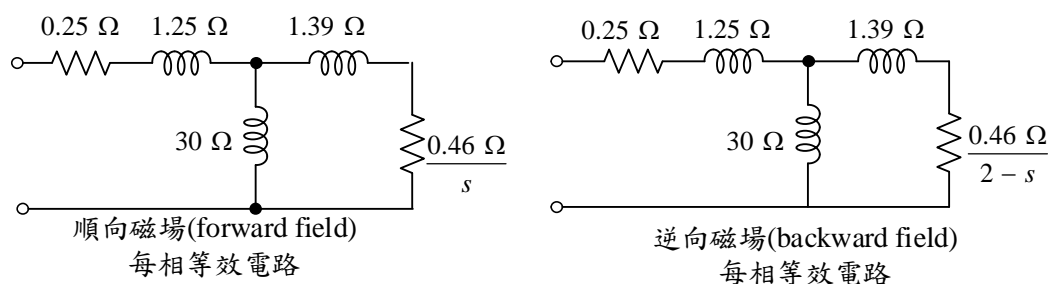 0.25 Ω 1.25 Ω 1.39 Ω
30 Ω
0.46 Ω
s
順向磁場(forward field)
每相等效電路
0.25 Ω 1.25 Ω 1.39 Ω
30 Ω
0.46 Ω
2 − s
逆向磁場(backward field)
每相等效電路